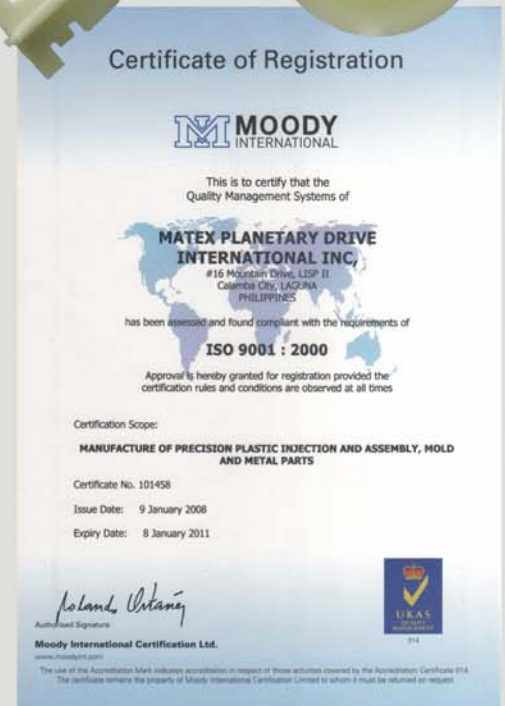 Certificate of Registration
MOODY
INTERNATIONAL
This is to certify that the
Quality Management Systems of
MATEX PLANETARY DRIVE
INTERNATIONAL INC,
#16 Mountain Drive, LISP II
Calamba City, LAGUNA
PHILIPPINES
has been assessed and found compliant with the requirements of
ISO 9001 : 2000
Approval is hereby granted for registration provided the
certification rules and conditions are observed at all times
Certification Scope:
MANUFACTURE OF PRECISION PLASTIC INJECTION AND ASSEMBLY, MOLD
AND METAL PARTS
Certificate No. 101458
Issue Date: 9 January 2008
Expiry Date: 8 January 2011
Authorised Signature
UKAS
QUALITY
MANAGEMENT
014
Moody International Certification Ltd.
www.moodyint.com
The use of the Accreditation Mark indicates accreditation in respect of those activities covered by the Accreditation Certificate 014.
The certificate remains the property of Moody International Certification Limited to whom it must be returned on request